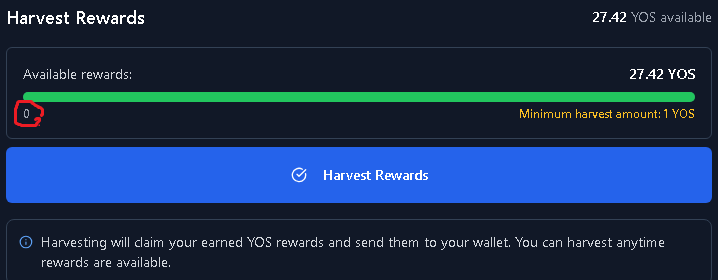 Harvest Rewards
27.42 YOS available
Available rewards:
27.42 YOS
0
Minimum harvest amount: 1 YOS
Harvest Rewards
Harvesting will claim your earned YOS rewards and send them to your wallet. You can harvest anytime
rewards are available.